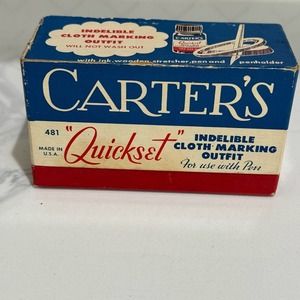 INDELIBLE
CLOTH MARKING
OUTFIT
WILL NOT WASH OUT
CARTER'S
with ink, wooden stretcher, pen and penholder
CARTER'S
481
MADE IN
U.S.A.
"Quickset"
INDELIBLE
CLOTH MARKING
OUTFIT
For use with Pen